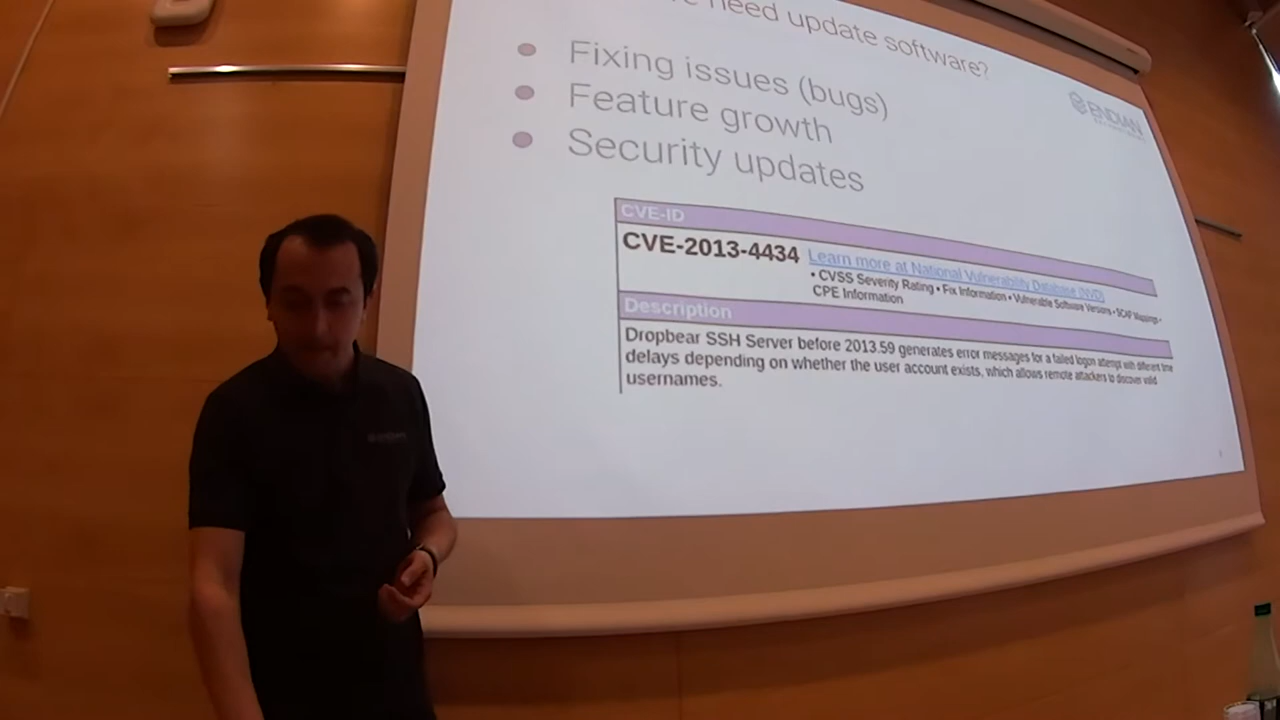 need update software?
Fixing issues (bugs)
Feature growth
Security updates
ENDIAN
CVE-ID
CVE-2013-4434 Learn more at National Vulnerability Database (NVD)
• CVSS Severity Rating • Fix Information • Vulnerable Software Versions • SCAP Mappings •
CPE Information
Description
Dropbear SSH Server before 2013.59 generates error messages for a failed logon attempt with different time
delays depending on whether the user account exists, which allows remote attackers to discover valid
usernames.